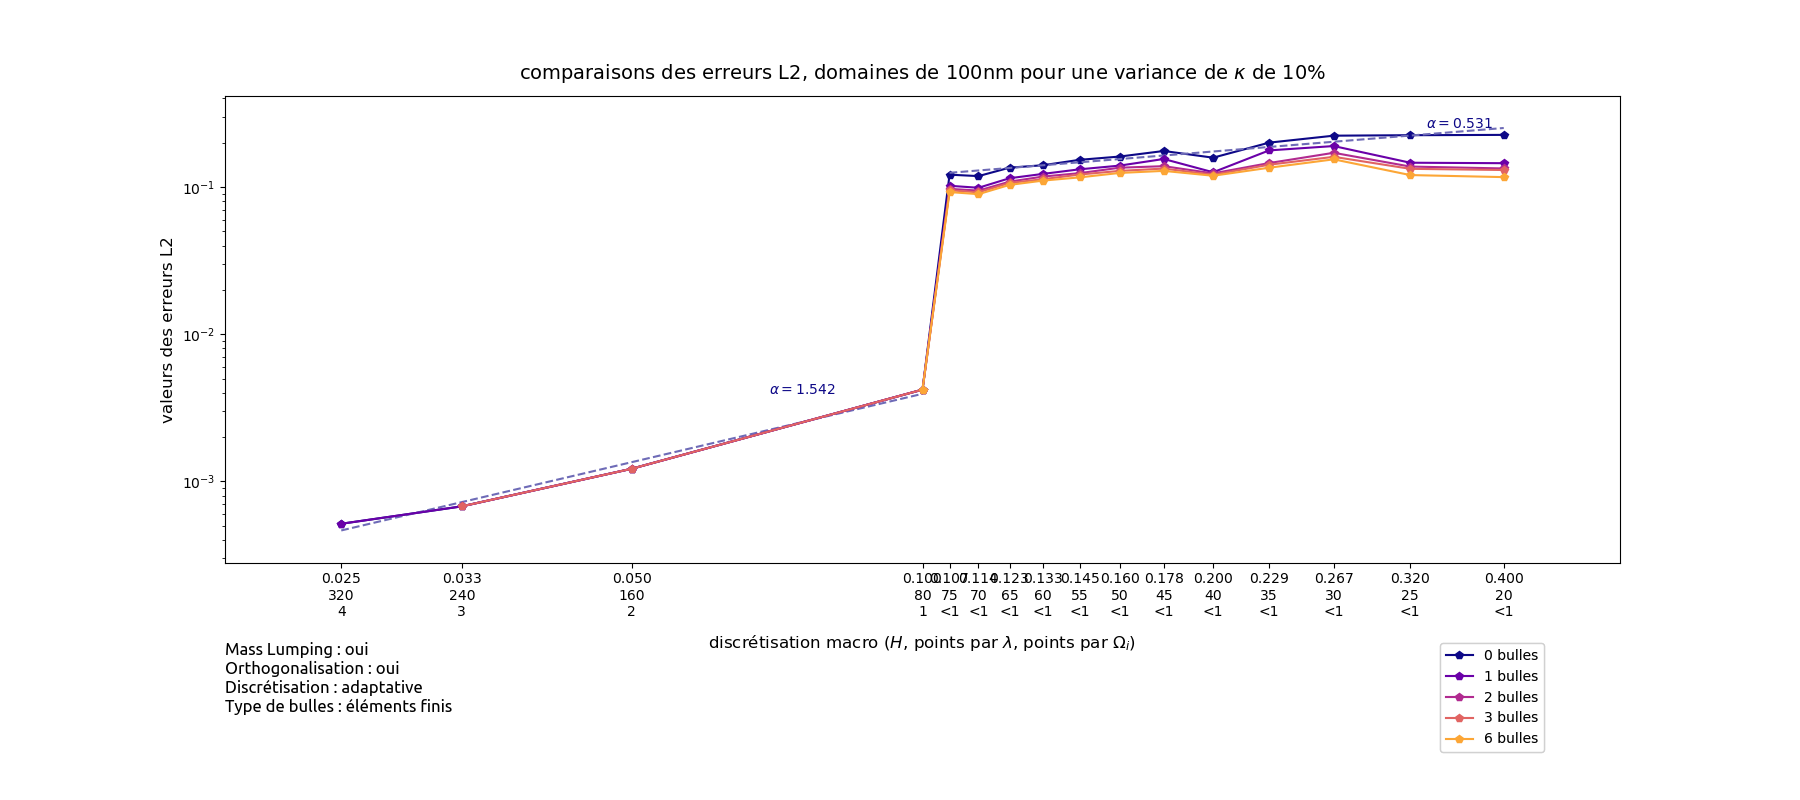 comparaisons des erreurs L2, domaines de 100nm pour une variance de κ de 10%
valeurs des erreurs L2
10⁻¹
10⁻²
10⁻³
α = 0.531
α = 1.542
0.025 0.033 0.050 0.100 0.107 0.114 0.123 0.133 0.145 0.160 0.178 0.200 0.229 0.267 0.320 0.400
320 240 160 80 75 70 65 60 55 50 45 40 35 30 25 20
4 3 2 1 <1 <1 <1 <1 <1 <1 <1 <1 <1 <1 <1 <1
discrétisation macro (H, points par λ, points par Ωᵢ)
Mass Lumping : oui
Orthogonalisation : oui
Discrétisation : adaptative
Type de bulles : éléments finis
0 bulles
1 bulles
2 bulles
3 bulles
6 bulles